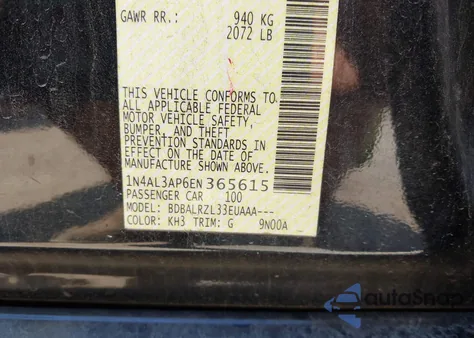 GAWR RR.: 940 KG
2072 LB
THIS VEHICLE CONFORMS TO
ALL APPLICABLE FEDERAL
MOTOR VEHICLE SAFETY,
BUMPER, AND THEFT
PREVENTION STANDARDS IN
EFFECT ON THE DATE OF
MANUFACTURE SHOWN ABOVE.
1N4AL3AP6EN365615
PASSENGER CAR 100
MODEL: BDBALRZL33EUAAA---
COLOR: KH3 TRIM: G 9N00A
autoSnap